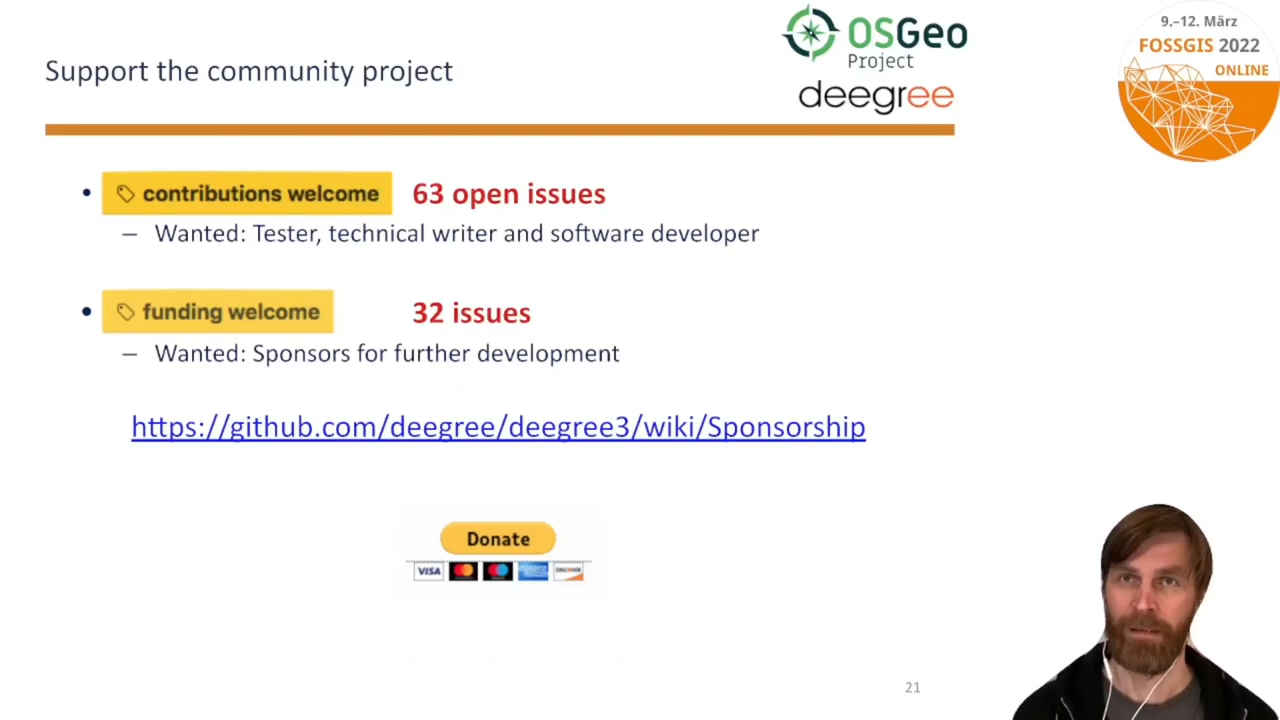 Support the community project
OSGeo
Project
deegree
9.–12. März
FOSSGIS 2022
ONLINE
• contributions welcome 63 open issues
– Wanted: Tester, technical writer and software developer
• funding welcome 32 issues
– Wanted: Sponsors for further development
https://github.com/deegree/deegree3/wiki/Sponsorship
Donate
VISA
DISCOVER
21